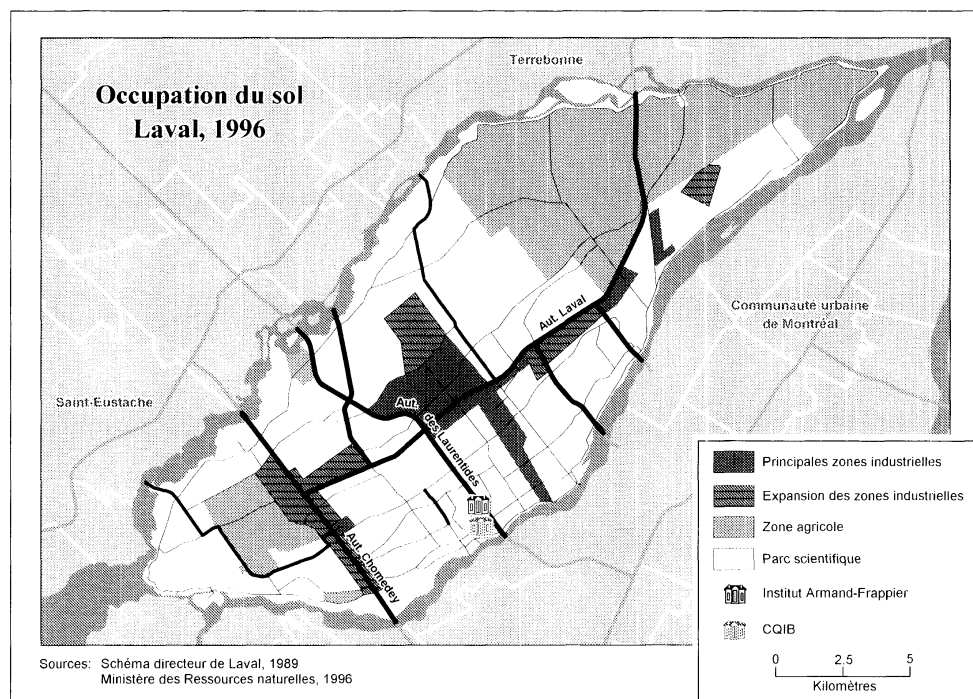 Terrebonne
Occupation du sol
Laval, 1996
Aut. Laval
Communauté urbaine
de Montréal
Saint-Eustache
Aut. des Laurentides
Aut. Chomedey
Principales zones industrielles
Expansion des zones industrielles
Zone agricole
Parc scientifique
Institut Armand-Frappier
CQIB
0 2.5 5
Kilomètres
Sources: Schéma directeur de Laval, 1989
Ministère des Ressources naturelles, 1996